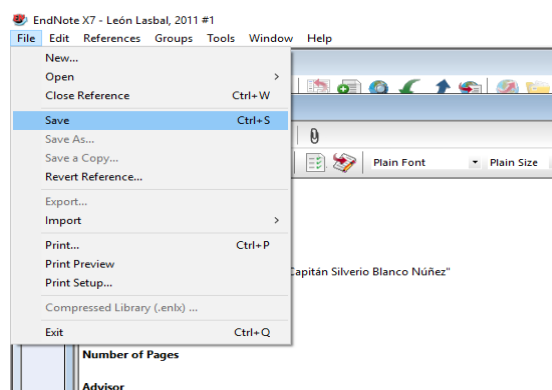 EndNote X7 - León Lasbal, 2011 #1
File Edit References Groups Tools Window Help
New...
Open >
Close Reference Ctrl+W
Save Ctrl+S
Save As...
Save a Copy...
Revert Reference...
Plain Font Plain Size
Export...
Import >
Print... Ctrl+P
Print Preview
Capitán Silverio Blanco Núñez"
Print Setup...
Compressed Library (.enlx) ...
Exit Ctrl+Q
Number of Pages
Advisor